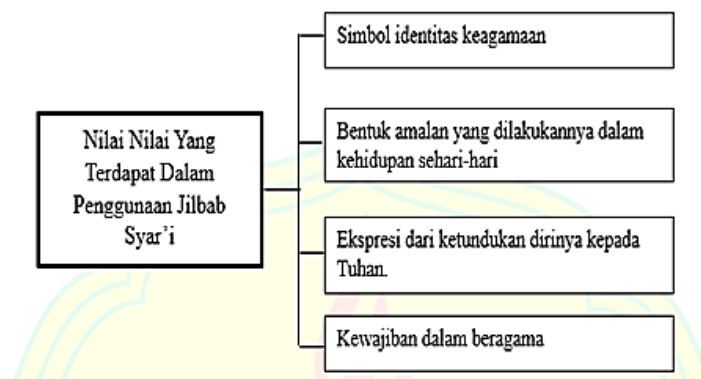 Nilai Nilai Yang
Terdapat Dalam
Penggunaan Jilbab
Syar’i
Simbol identitas keagamaan
Bentuk amalan yang dilakukannya dalam
kehidupan sehari-hari
Ekspresi dari ketundukan dirinya kepada
Tuhan.
Kewajiban dalam beragama